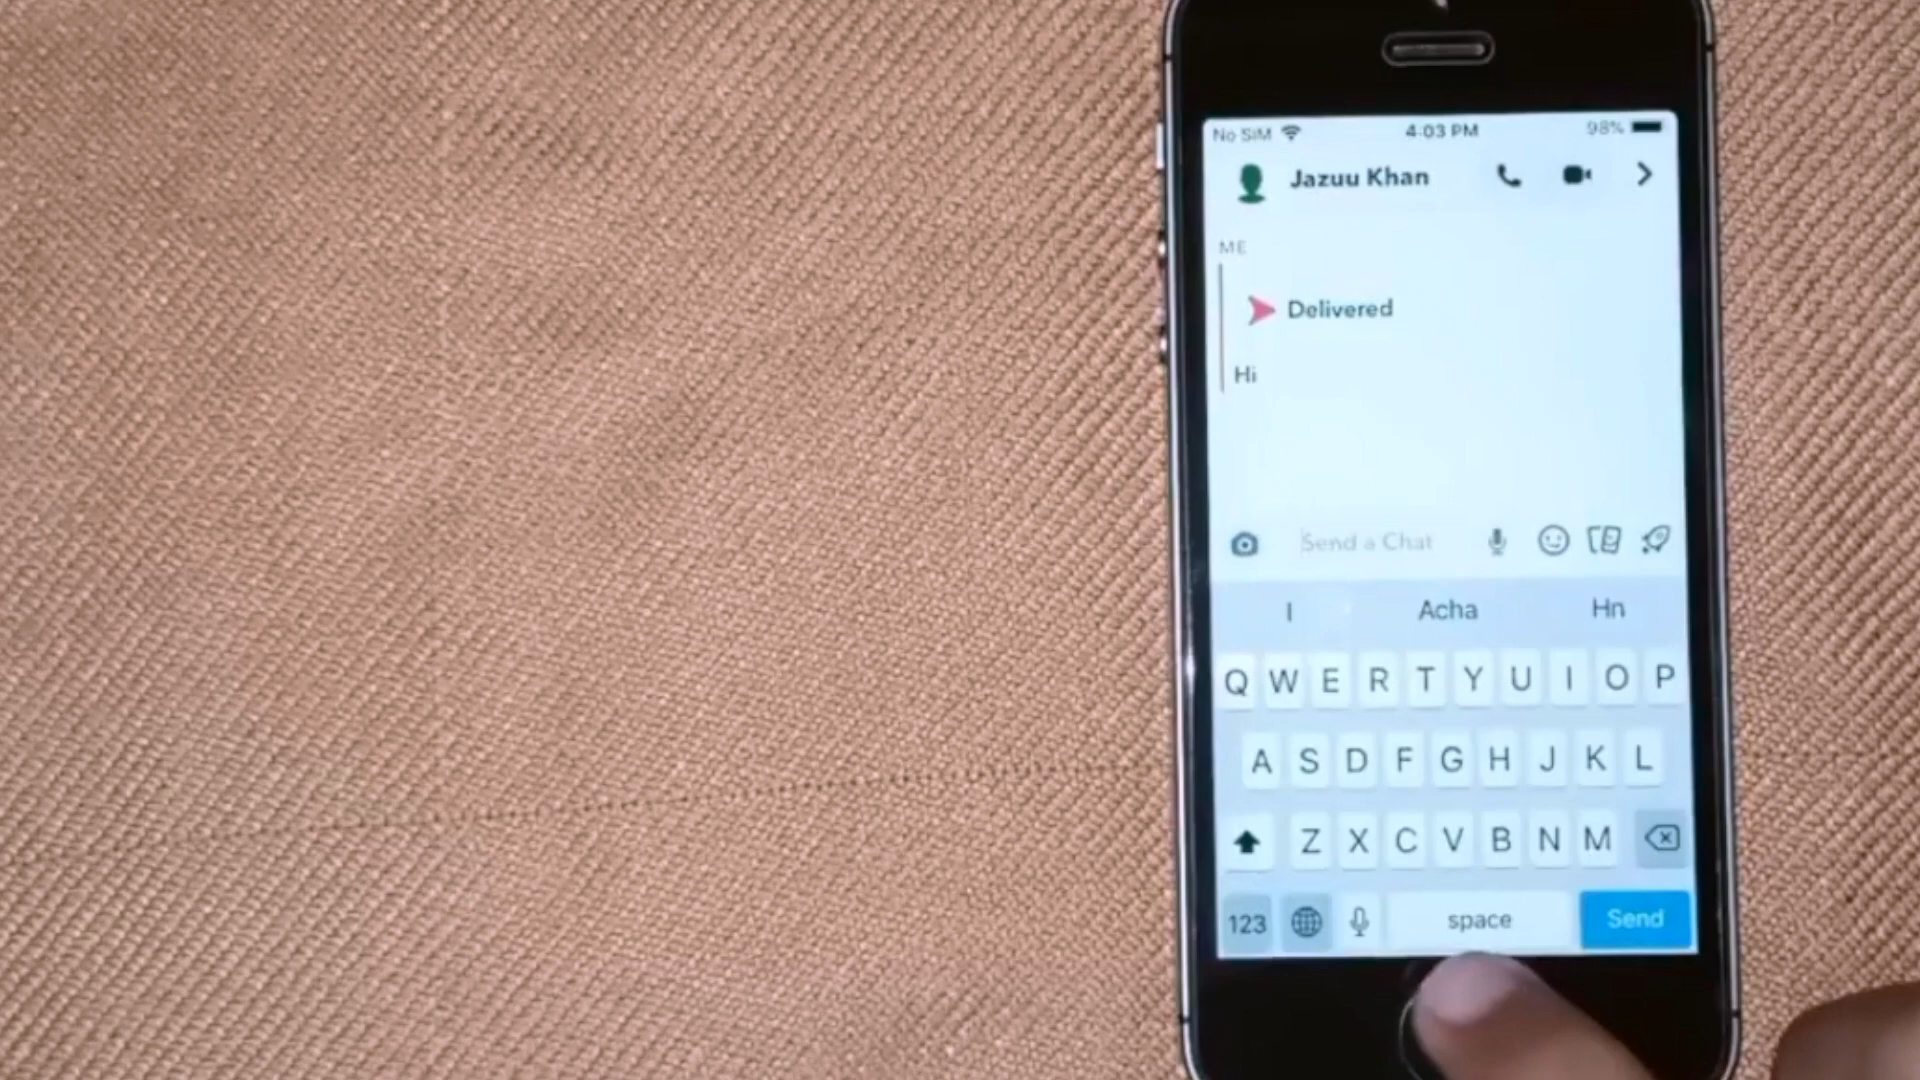 No SIM 4:03 PM 98%
Jazuu Khan
ME
Delivered
Hi
Send a Chat
I Acha Hn
Q W E R T Y U I O P
A S D F G H J K L
Z X C V B N M
123 space Send